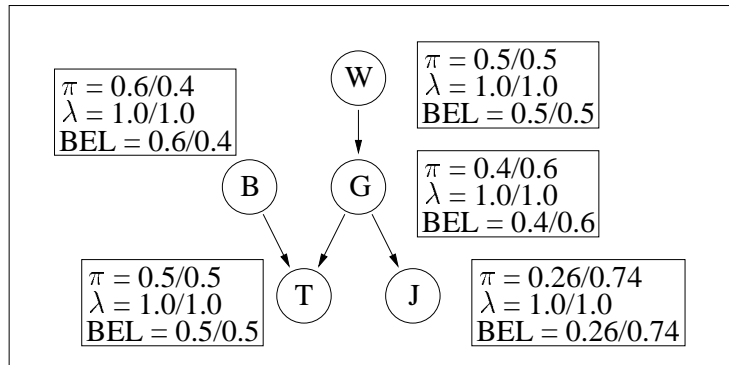 W
π = 0.5/0.5
λ = 1.0/1.0
BEL = 0.5/0.5
π = 0.6/0.4
λ = 1.0/1.0
BEL = 0.6/0.4
B
G
π = 0.4/0.6
λ = 1.0/1.0
BEL = 0.4/0.6
π = 0.5/0.5
λ = 1.0/1.0
BEL = 0.5/0.5
T
J
π = 0.26/0.74
λ = 1.0/1.0
BEL = 0.26/0.74